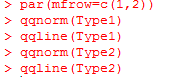 > par(mfrow=c(1,2))
> qqnorm(Type1)
> qqline(Type1)
> qqnorm(Type2)
> qqline(Type2)